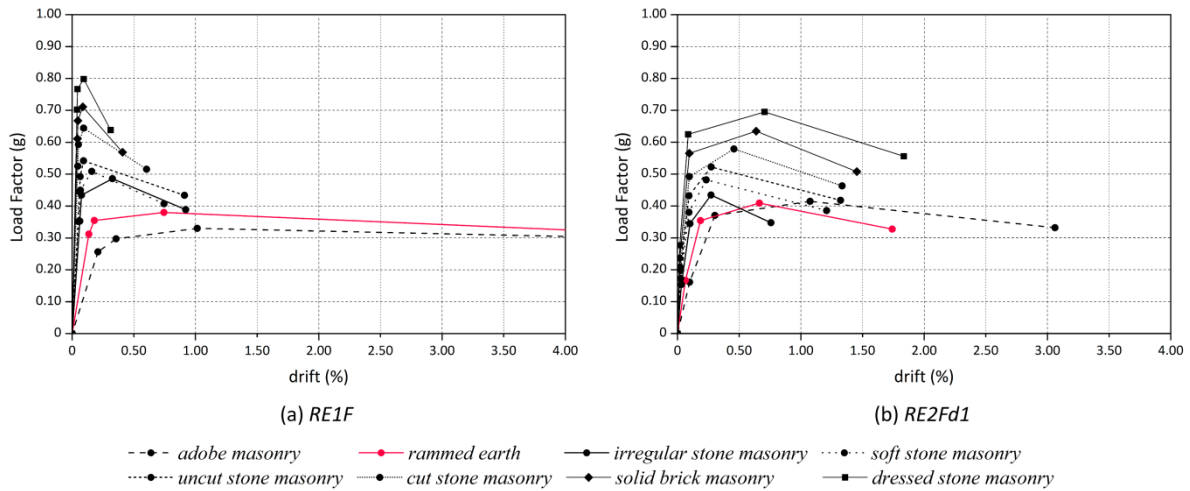 1.00
0.90
0.80
0.70
0.60
0.50
0.40
0.30
0.20
0.10
0
Load Factor (g)
0 0.50 1.00 1.50 2.00 2.50 3.00 3.50 4.00
drift (%)
(a) RE1F
1.00
0.90
0.80
0.70
0.60
0.50
0.40
0.30
0.20
0.10
0
Load Factor (g)
0 0.50 1.00 1.50 2.00 2.50 3.00 3.50 4.00
drift (%)
(b) RE2Fd1
adobe masonry rammed earth irregular stone masonry soft stone masonry
uncut stone masonry cut stone masonry solid brick masonry dressed stone masonry